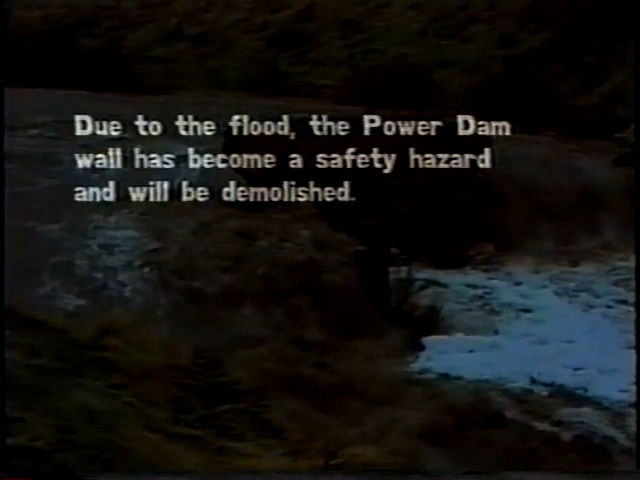 Due to the flood, the Power Dam
wall has become a safety hazard
and will be demolished.